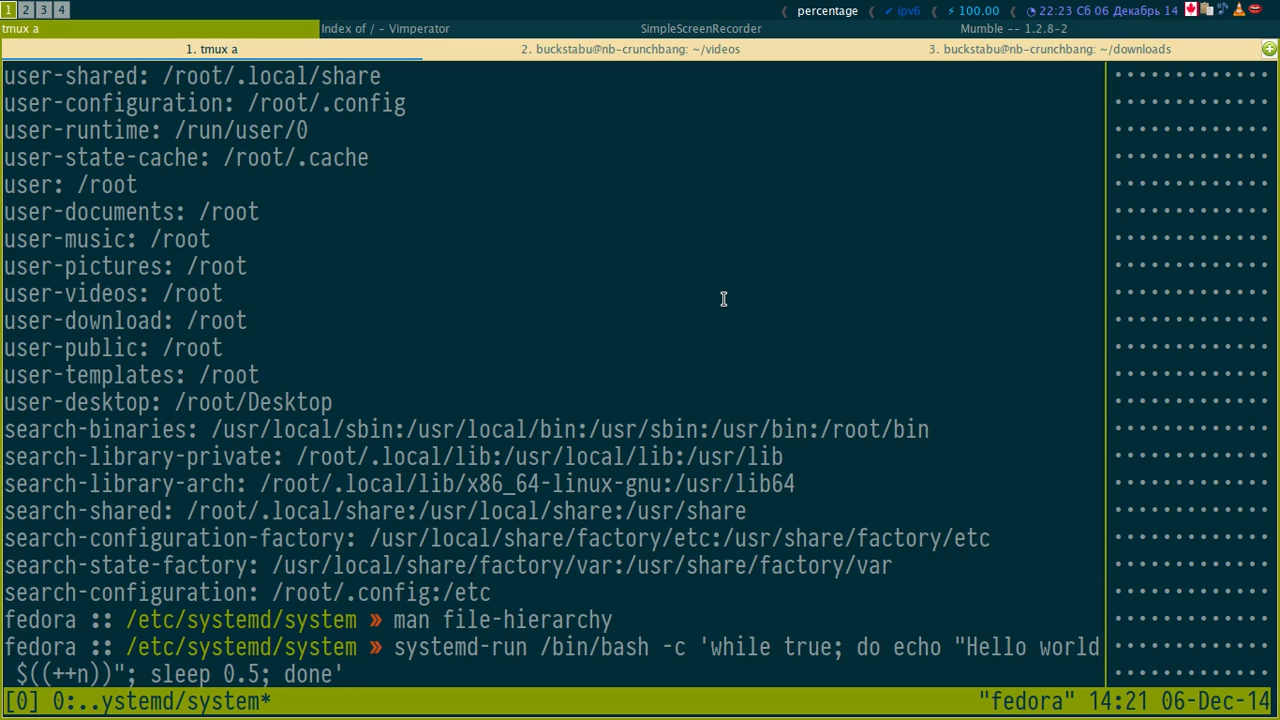 1 2 3 4 percentage ipv6 100.00 22:23 Сб 06 Декабрь 14
tmux a Index of / - Vimperator SimpleScreenRecorder Mumble -- 1.2.8-2
1. tmux a 2. buckstabu@nb-crunchbang: ~/videos 3. buckstabu@nb-crunchbang: ~/downloads
user-shared: /root/.local/share
user-configuration: /root/.config
user-runtime: /run/user/0
user-state-cache: /root/.cache
user: /root
user-documents: /root
user-music: /root
user-pictures: /root
user-videos: /root
user-download: /root
user-public: /root
user-templates: /root
user-desktop: /root/Desktop
search-binaries: /usr/local/sbin:/usr/local/bin:/usr/sbin:/usr/bin:/root/bin
search-library-private: /root/.local/lib:/usr/local/lib:/usr/lib
search-library-arch: /root/.local/lib/x86_64-linux-gnu:/usr/lib64
search-shared: /root/.local/share:/usr/local/share:/usr/share
search-configuration-factory: /usr/local/share/factory/etc:/usr/share/factory/etc
search-state-factory: /usr/local/share/factory/var:/usr/share/factory/var
search-configuration: /root/.config:/etc
fedora :: /etc/systemd/system » man file-hierarchy
fedora :: /etc/systemd/system » systemd-run /bin/bash -c 'while true; do echo "Hello world
$((++n))"; sleep 0.5; done'
[0] 0:..ystemd/system* "fedora" 14:21 06-Dec-14